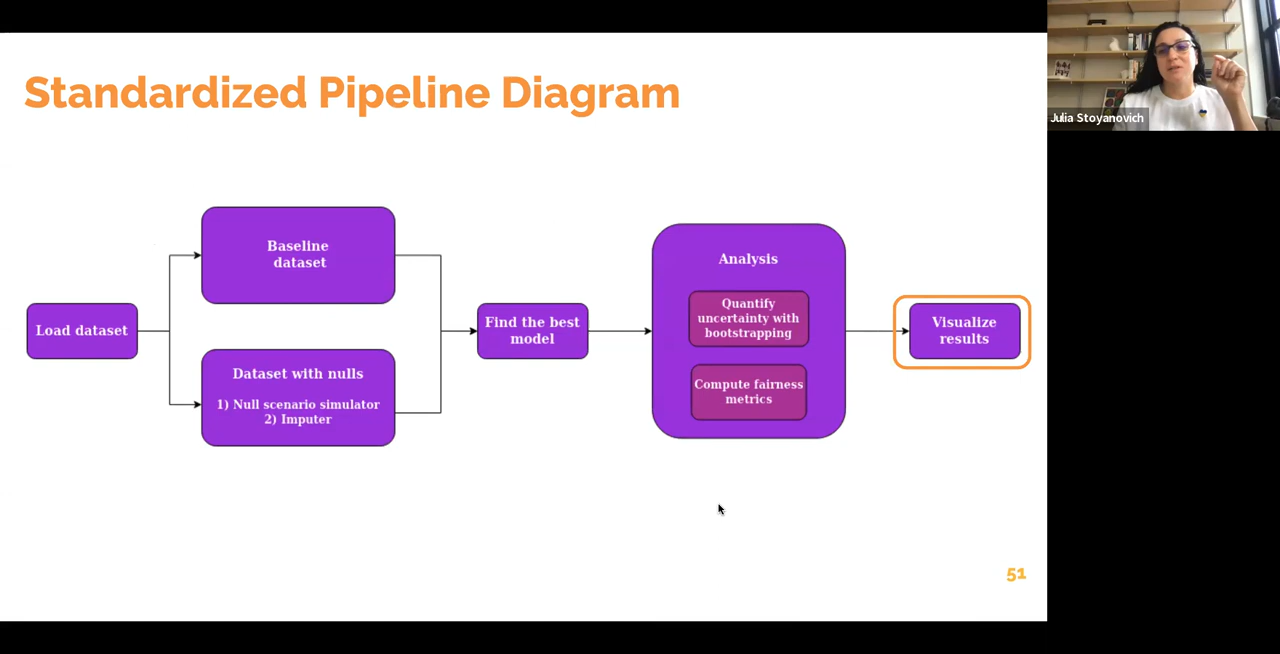 Standardized Pipeline Diagram
Julia Stoyanovich
Load dataset
Baseline
dataset
Dataset with nulls
1) Null scenario simulator
2) Imputer
Find the best
model
Analysis
Quantify
uncertainty with
bootstrapping
Compute fairness
metrics
Visualize
results
51